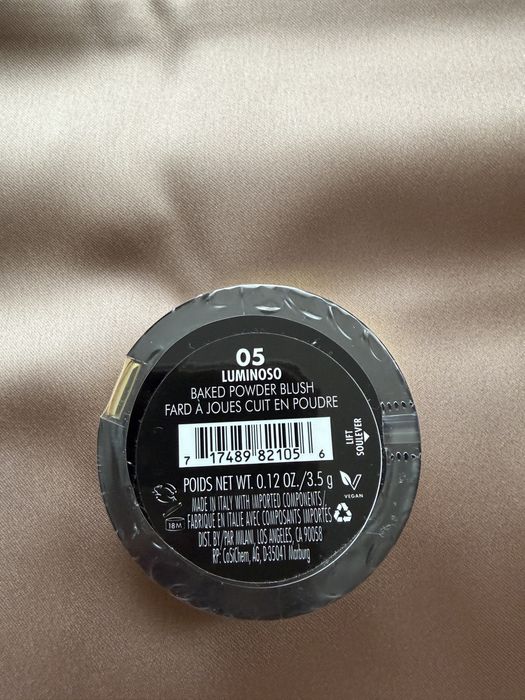 05
LUMINOSO
BAKED POWDER BLUSH
FARD À JOUES CUIT EN POUDRE
LIFT
SOULEVER
7 17489 82105 6
POIDS NET WT. 0.12 OZ./3.5 g
VEGAN
MADE IN ITALY WITH IMPORTED COMPONENTS/
FABRIQUÉ EN ITALIE AVEC COMPOSANTS IMPORTÉS
18M
DIST. BY/PAR MILANI, LOS ANGELES, CA 90058
RP: CoSiChem, AG, D-35041 Marburg